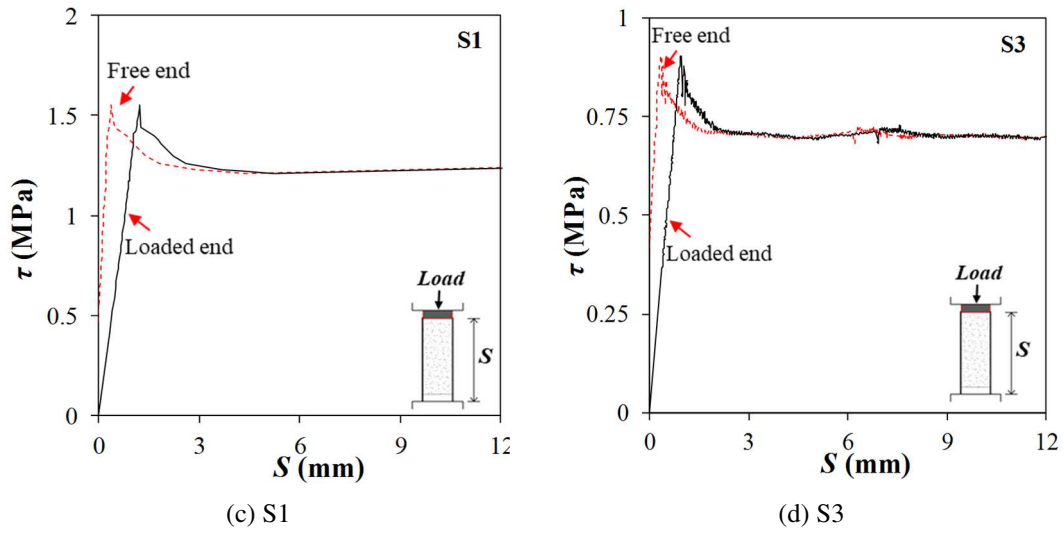 2
1.5
1
0.5
0
τ (MPa)
S1
Free end
Loaded end
Load
S
0 3 6 9 12
S (mm)
(c) S1
1
0.75
0.5
0.25
0
τ (MPa)
S3
Free end
Loaded end
Load
S
0 3 6 9 12
S (mm)
(d) S3